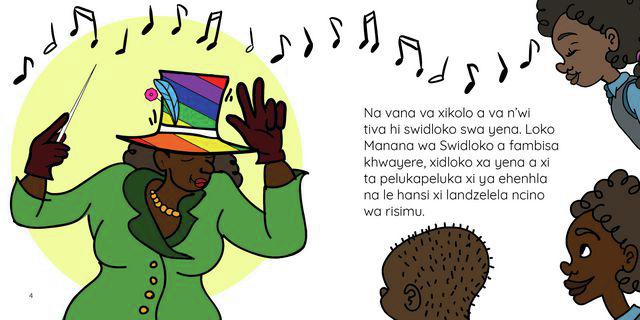 Na vana va xikolo a va n'wi
tiva hi swidloko swa yena. Loko
Manana wa Swidloko a fambisa
khwayere, xidloko xa yena a xi
ta pelukapeluka xi ya ehenhla
na le hansi xi landzelela ncino
wa risimu.
4